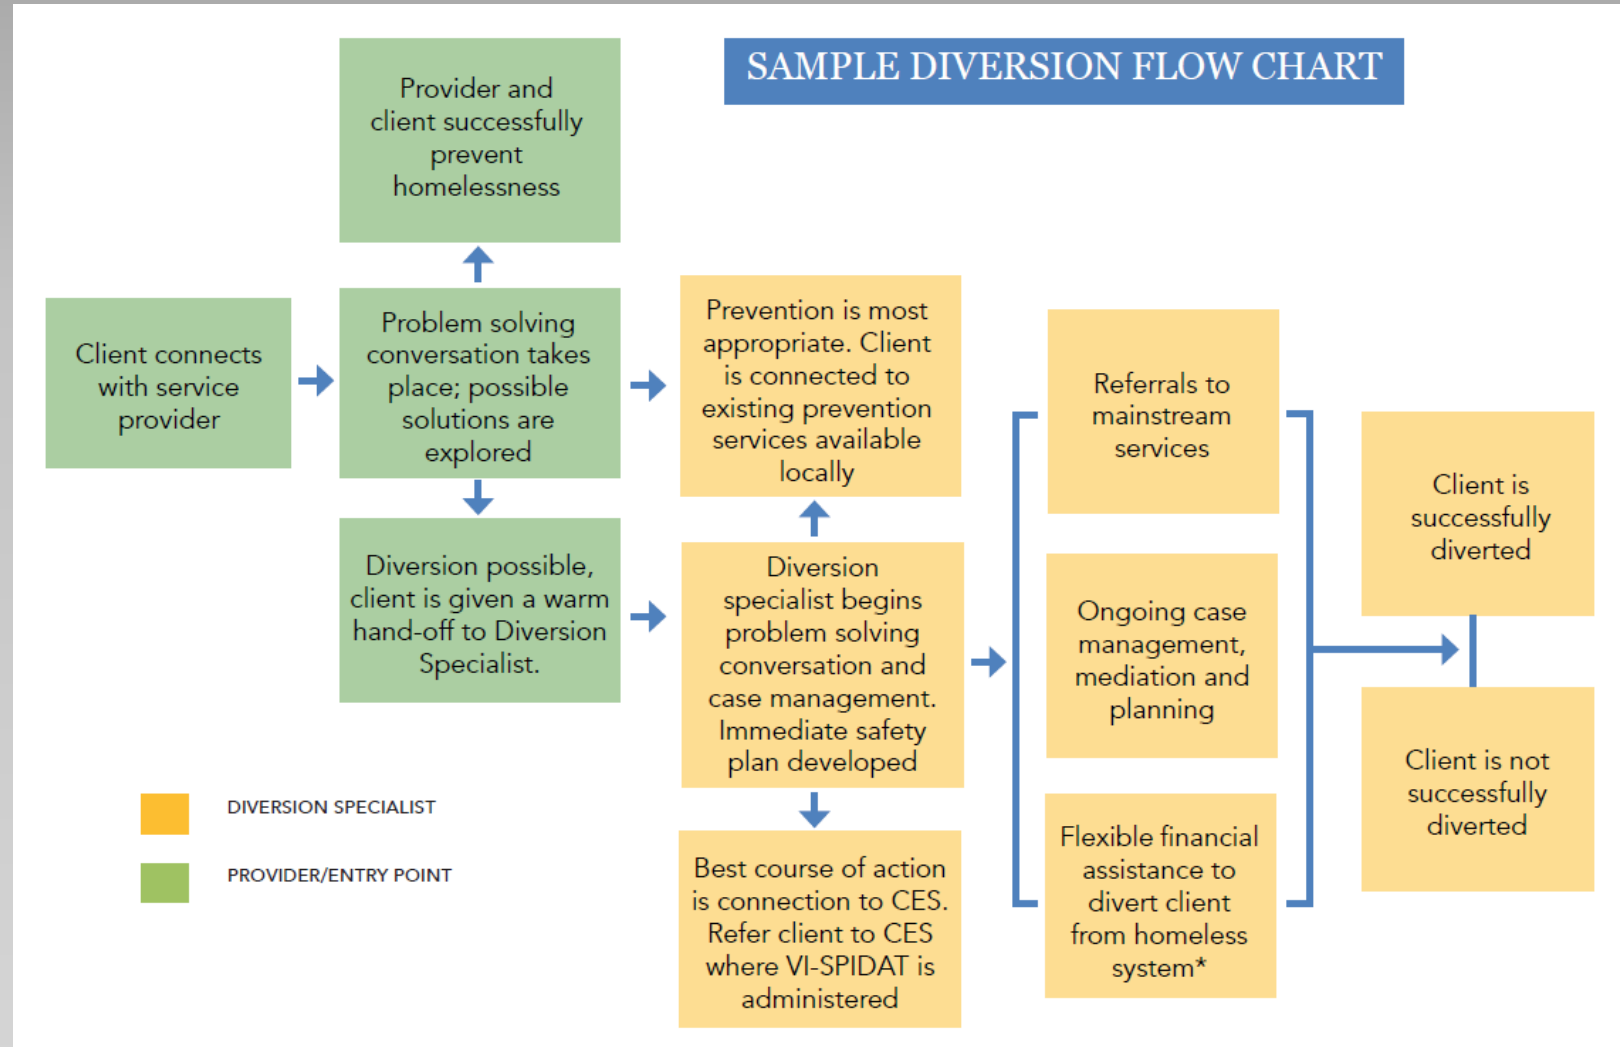 SAMPLE DIVERSION FLOW CHART
Provider and
client successfully
prevent
homelessness
Client connects
with service
provider
Problem solving
conversation takes
place; possible
solutions are
explored
Prevention is most
appropriate. Client
is connected to
existing prevention
services available
locally
Diversion possible,
client is given a warm
hand-off to Diversion
Specialist.
Diversion
specialist begins
problem solving
conversation and
case management.
Immediate safety
plan developed
Best course of action
is connection to CES.
Refer client to CES
where VI-SPIDAT is
administered
Referrals to
mainstream
services
Ongoing case
management,
mediation and
planning
Flexible financial
assistance to
divert client
from homeless
system*
Client is
successfully
diverted
Client is not
successfully
diverted
DIVERSION SPECIALIST
PROVIDER/ENTRY POINT